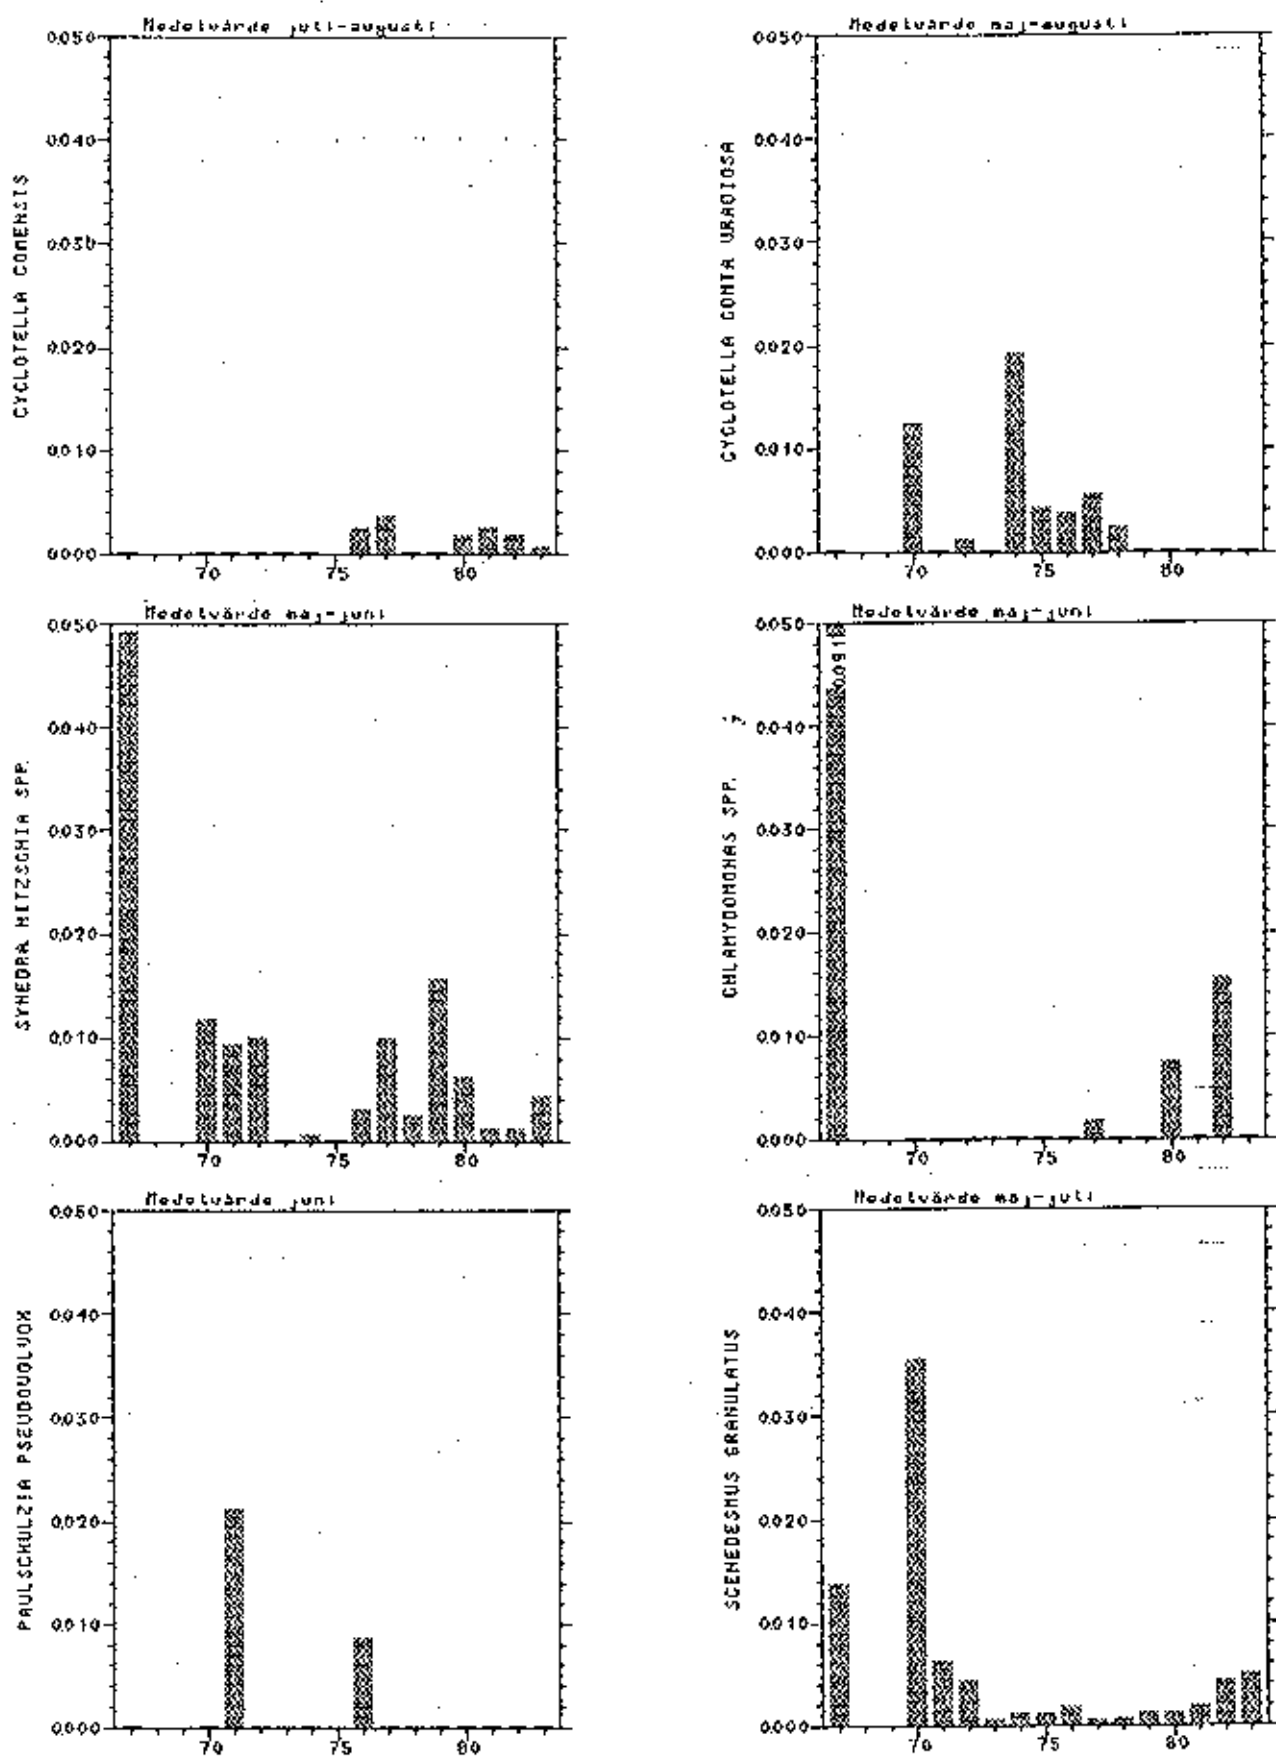 Medelvärde juli-augusti
CYCLOTELLA COMENSIS
0.050
0.040
0.030
0.020
0.010
0.000
70 75 80
Medelvärde maj-augusti
CYCLOTELLA COMTA URADIOSA
0.050
0.040
0.030
0.020
0.010
0.000
70 75 80
Medelvärde maj-juni
SYNEDRA NITZSCHIA SPP.
0.050
0.040
0.030
0.020
0.010
0.000
70 75 80
Medelvärde maj-juni
CHLAMYDOMONAS SPP.
0.091
0.050
0.040
0.030
0.020
0.010
0.000
70 75 80
Medelvärde juni
PAULSCHULZIA PSEUDOVOLVOX
0.050
0.040
0.030
0.020
0.010
0.000
70 75 80
Medelvärde maj-juli
SCENEDESMUS GRANULATUS
0.050
0.040
0.030
0.020
0.010
0.000
70 75 80